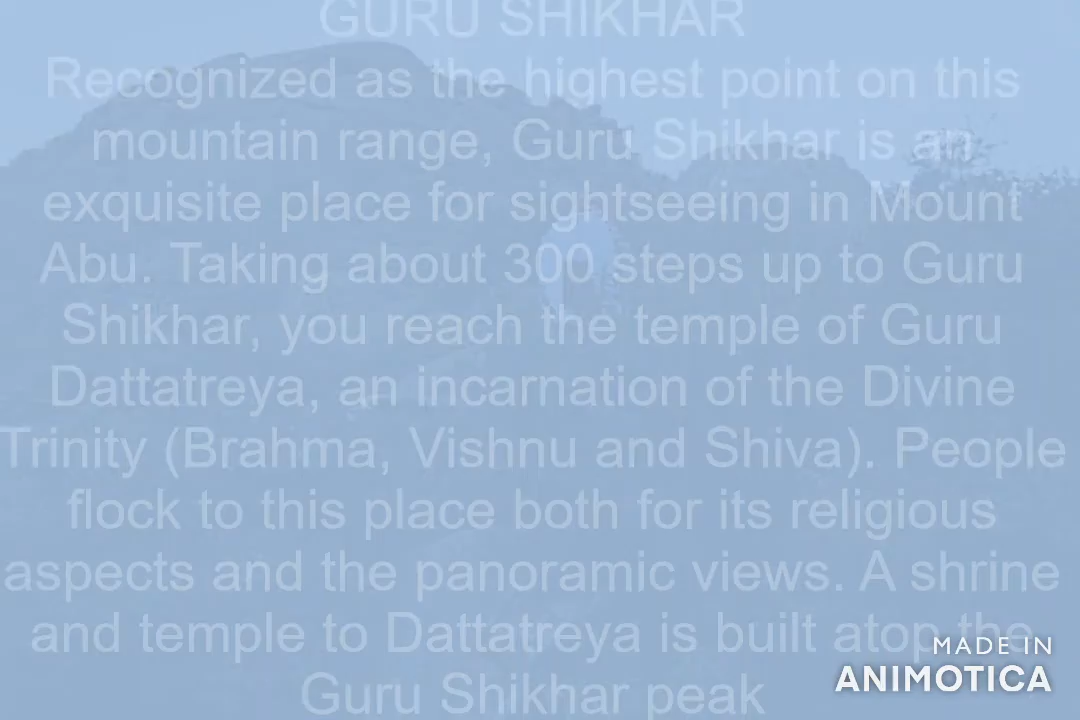 GURU SHIKHAR
Recognized as the highest point on this
mountain range, Guru Shikhar is an
exquisite place for sightseeing in Mount
Abu. Taking about 300 steps up to Guru
Shikhar, you reach the temple of Guru
Dattatreya, an incarnation of the Divine
Trinity (Brahma, Vishnu and Shiva). People
flock to this place both for its religious
aspects and the panoramic views. A shrine
and temple to Dattatreya is built atop the
Guru Shikhar peak
MADE IN
ANIMOTICA